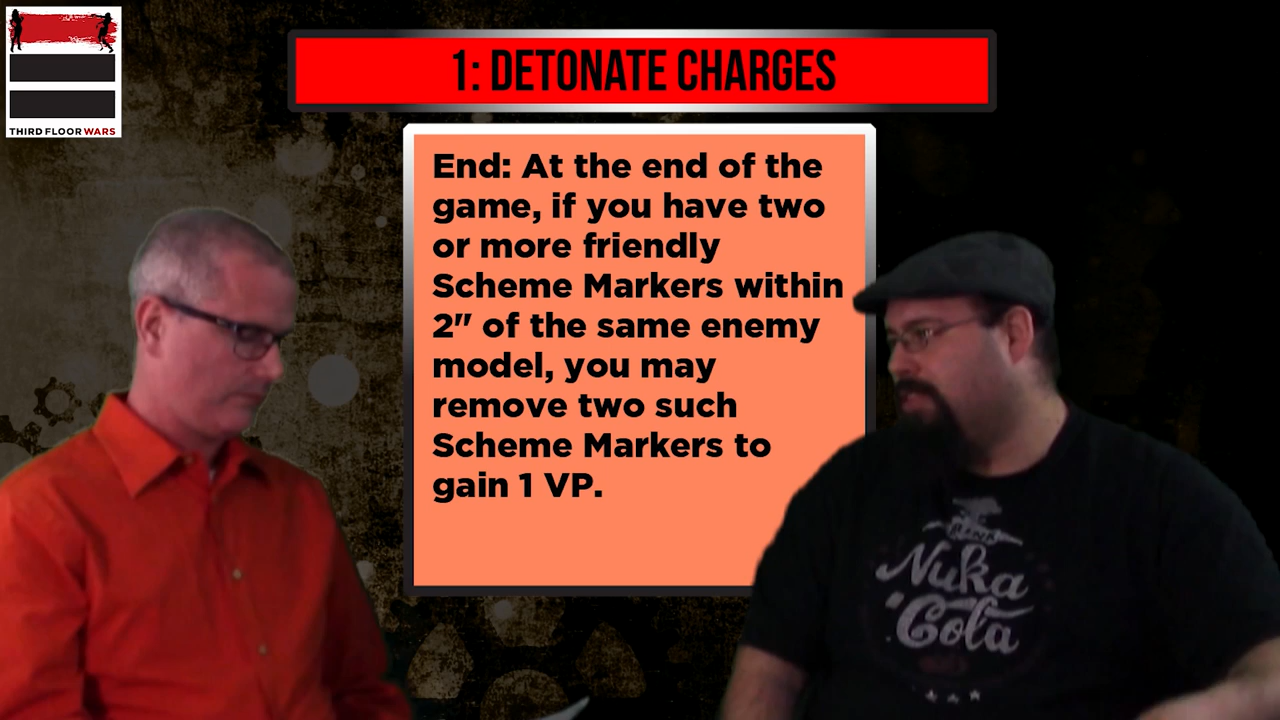 THIRD FLOOR WARS
1: DETONATE CHARGES
End: At the end of the
game, if you have two
or more friendly
Scheme Markers within
2" of the same enemy
model, you may
remove two such
Scheme Markers to
gain 1 VP.
DRINK
Nuka
Cola